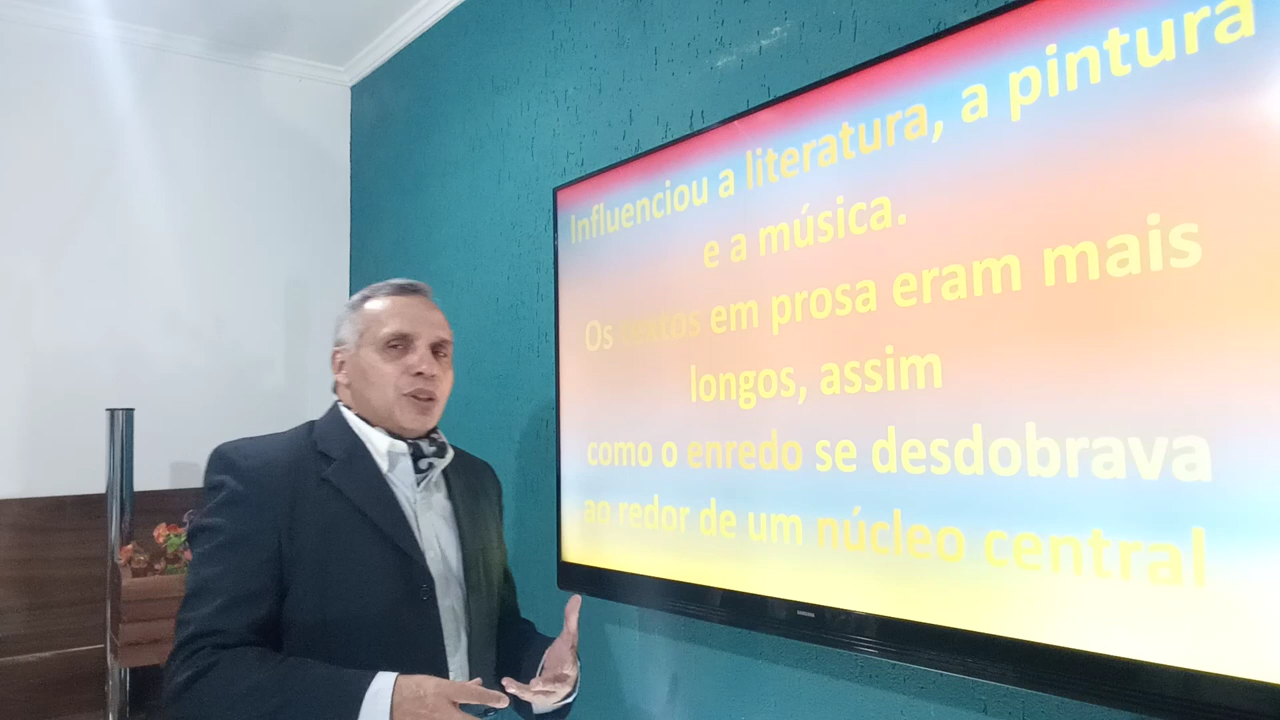 Influenciou a literatura, a pintura
e a música.
Os textos em prosa eram mais
longos, assim
como o enredo se desdobrava
ao redor de um núcleo central
SAMSUNG